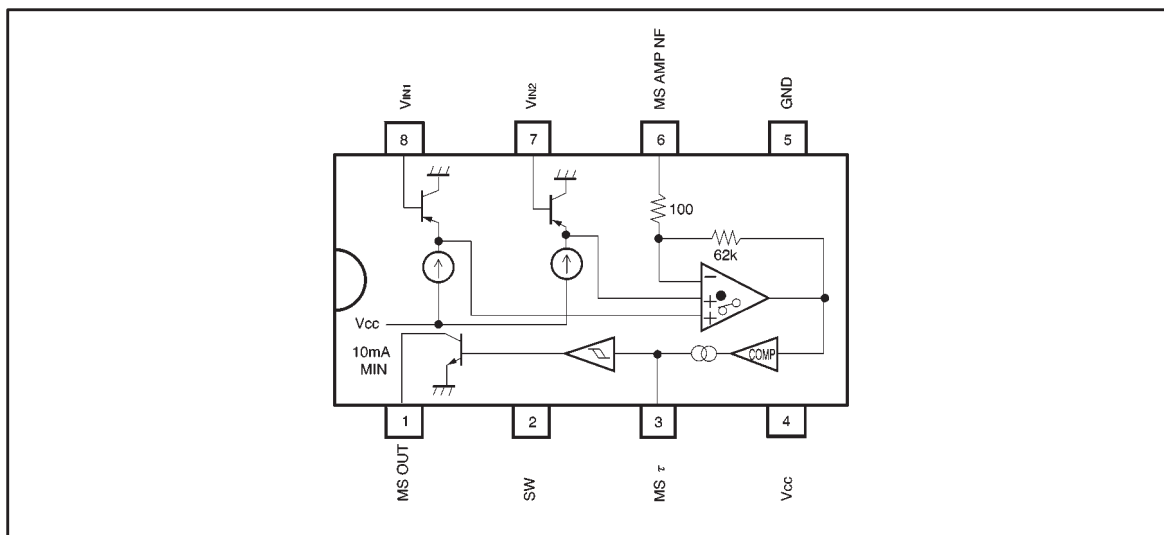 VIN1
VIN2
MS AMP NF
GND
8
7
6
5
100
62k
−
+
+
Vcc
10mA
MIN
COMP
1
2
3
4
MS OUT
SW
MS τ
Vcc